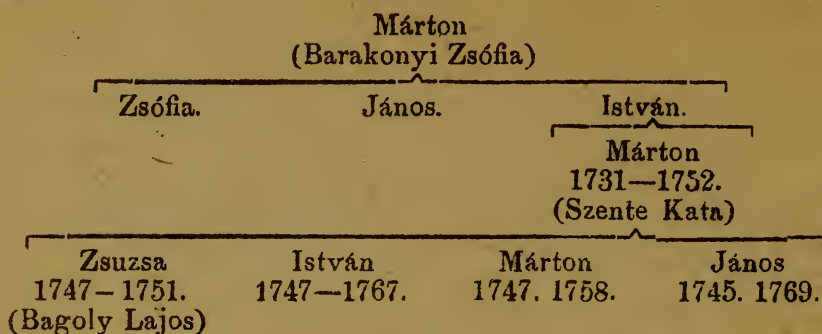 Márton
(Barakonyi Zsófia)
Zsófia. János. István.
Márton
1731—1752.
(Szente Kata)
Zsuzsa István Márton János
1747–1751. 1747—1767. 1747. 1758. 1745. 1769.
(Bagoly Lajos)